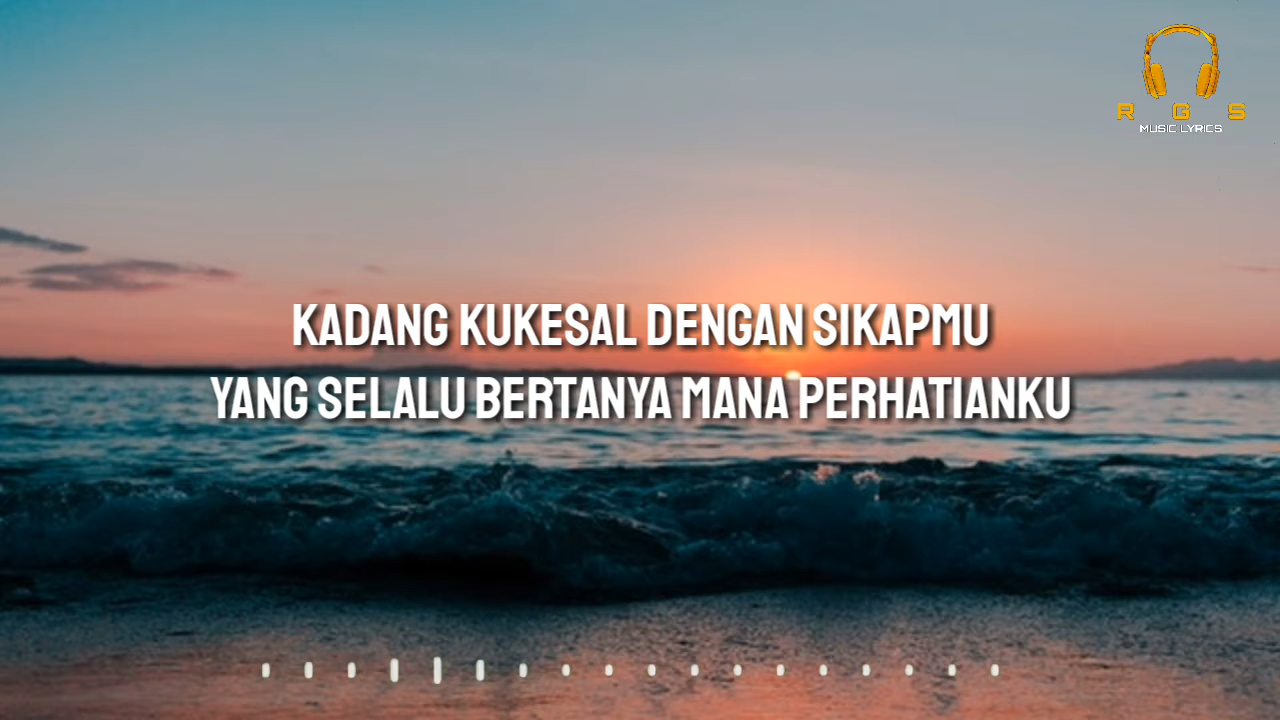 R G S
MUSIC LYRICS
KADANG KUKESAL DENGAN SIKAPMU
YANG SELALU BERTANYA MANA PERHATIANKU